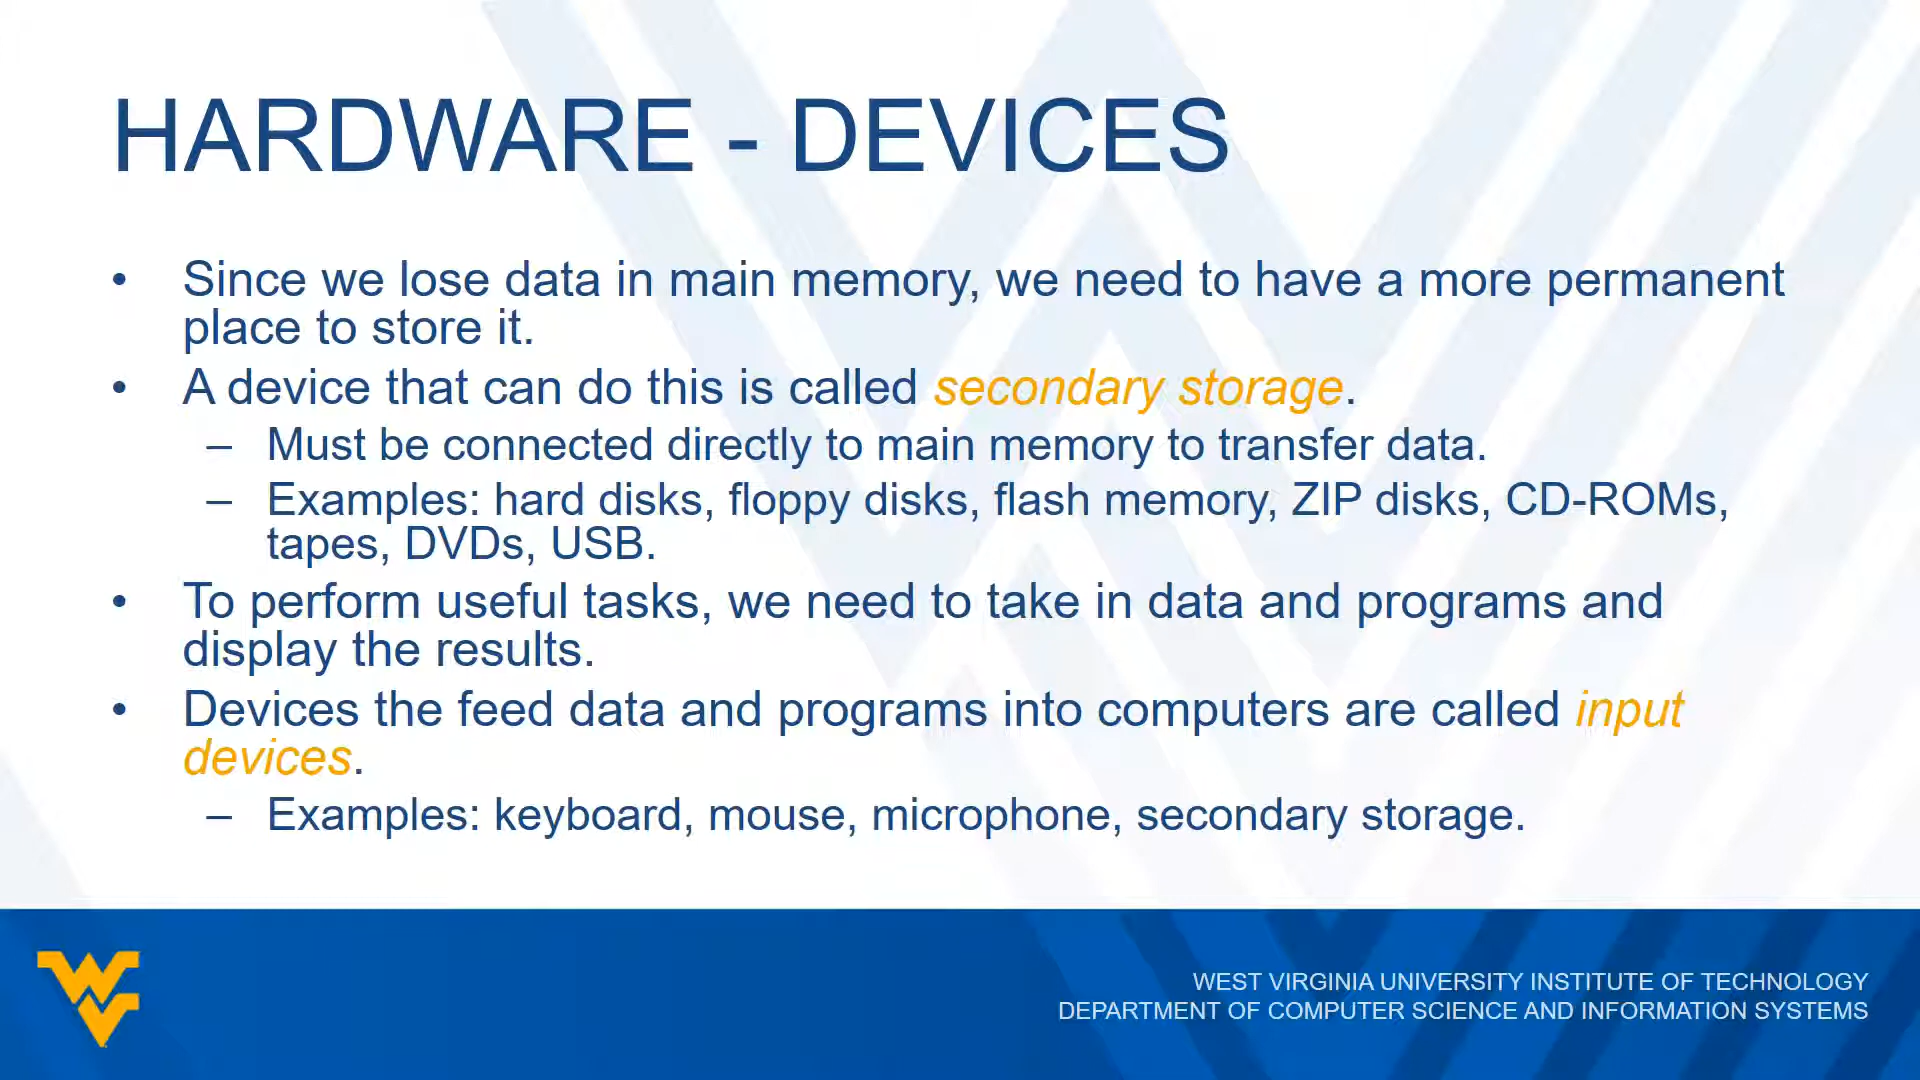 HARDWARE - DEVICES
• Since we lose data in main memory, we need to have a more permanent
place to store it.
• A device that can do this is called secondary storage.
– Must be connected directly to main memory to transfer data.
– Examples: hard disks, floppy disks, flash memory, ZIP disks, CD-ROMs,
tapes, DVDs, USB.
• To perform useful tasks, we need to take in data and programs and
display the results.
• Devices the feed data and programs into computers are called input
devices.
– Examples: keyboard, mouse, microphone, secondary storage.
WEST VIRGINIA UNIVERSITY INSTITUTE OF TECHNOLOGY
DEPARTMENT OF COMPUTER SCIENCE AND INFORMATION SYSTEMS